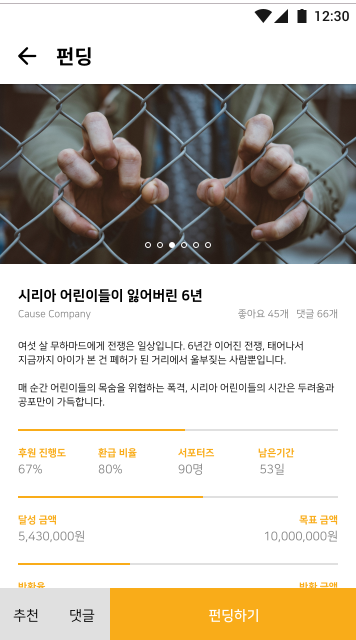 12:30
펀딩
시리아 어린이들이 잃어버린 6년
Cause Company 좋아요 45개 댓글 66개
여섯 살 무하마드에게 전쟁은 일상입니다. 6년간 이어진 전쟁, 태어나서
지금까지 아이가 본 건 폐허가 된 거리에서 울부짖는 사람뿐입니다.
매 순간 어린이들의 목숨을 위협하는 폭격, 시리아 어린이들의 시간은 두려움과
공포만이 가득합니다.
후원 진행도 환급 비율 서포터즈 남은기간
67% 80% 90명 53일
달성 금액 목표 금액
5,430,000원 10,000,000원
반환율 반환 금액
추천 댓글 펀딩하기